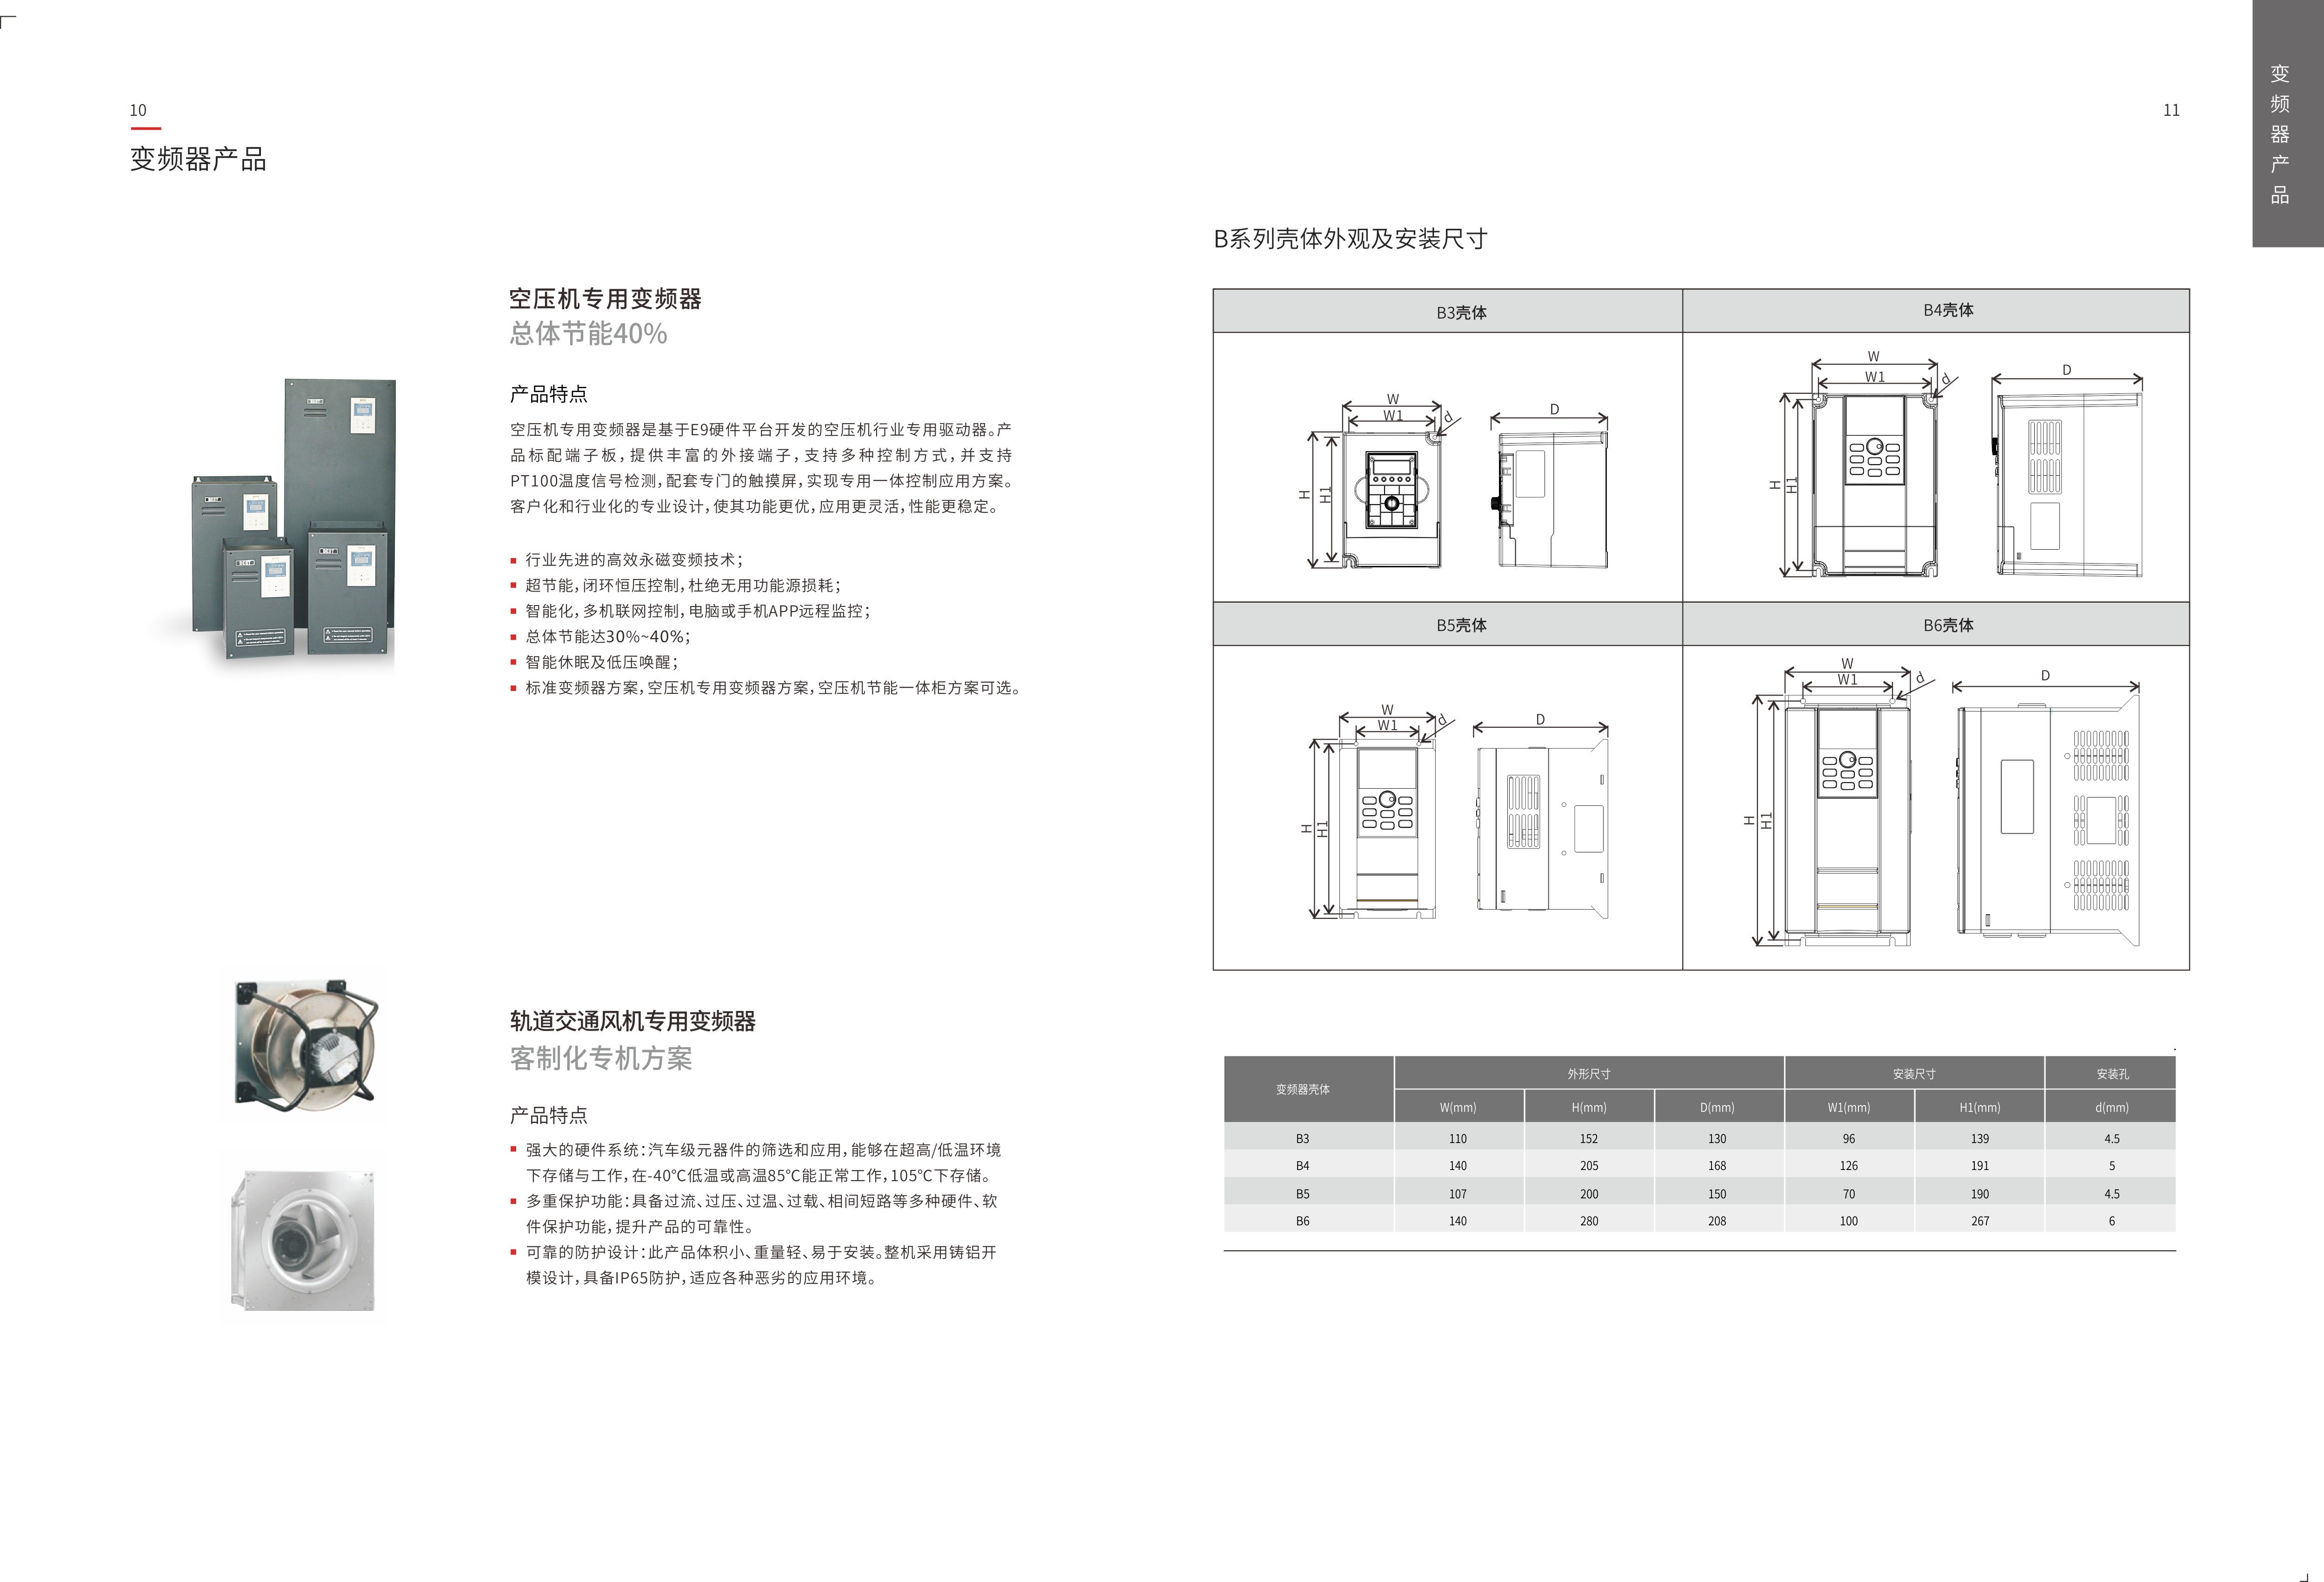 10
变频器产品
空压机专用变频器
总体节能40%
产品特点
空压机专用变频器是基于E9硬件平台开发的空压机行业专用驱动器。产
品标配端子板，提供丰富的外接端子，支持多种控制方式，并支持
PT100温度信号检测，配套专门的触摸屏，实现专用一体控制应用方案。
客户化和行业化的专业设计，使其功能更优，应用更灵活，性能更稳定。
行业先进的高效永磁变频技术；
超节能，闭环恒压控制，杜绝无用功能源损耗；
智能化，多机联网控制，电脑或手机APP远程监控；
总体节能达30%~40%；
智能休眠及低压唤醒；
标准变频器方案，空压机专用变频器方案，空压机节能一体柜方案可选。
轨道交通风机专用变频器
客制化专机方案
产品特点
强大的硬件系统：汽车级元器件的筛选和应用，能够在超高/低温环境
下存储与工作，在-40℃低温或高温85℃能正常工作，105℃下存储。
多重保护功能：具备过流、过压、过温、过载、相间短路等多种硬件、软
件保护功能，提升产品的可靠性。
可靠的防护设计：此产品体积小、重量轻、易于安装。整机采用铸铝开
模设计，具备IP65防护，适应各种恶劣的应用环境。
11
变频器产品
B系列壳体外观及安装尺寸
B3壳体 B4壳体
W W1 d D H H1
W W1 d D H H1
B5壳体 B6壳体
W W1 d D H H1
W W1 d D H H1
变频器壳体 外形尺寸 安装尺寸 安装孔
W(mm) H(mm) D(mm) W1(mm) H1(mm) d(mm)
B3 110 152 130 96 139 4.5
B4 140 205 168 126 191 5
B5 107 200 150 70 190 4.5
B6 140 280 208 100 267 6